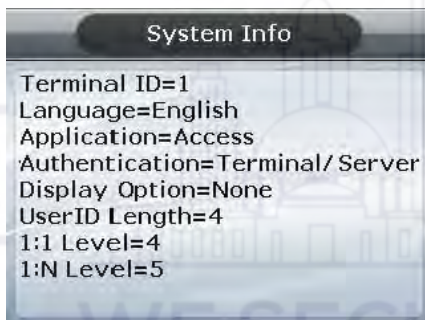 System Info
Terminal ID=1
Language=English
Application=Access
Authentication=Terminal/Server
Display Option=None
UserID Length=4
1:1 Level=4
1:N Level=5